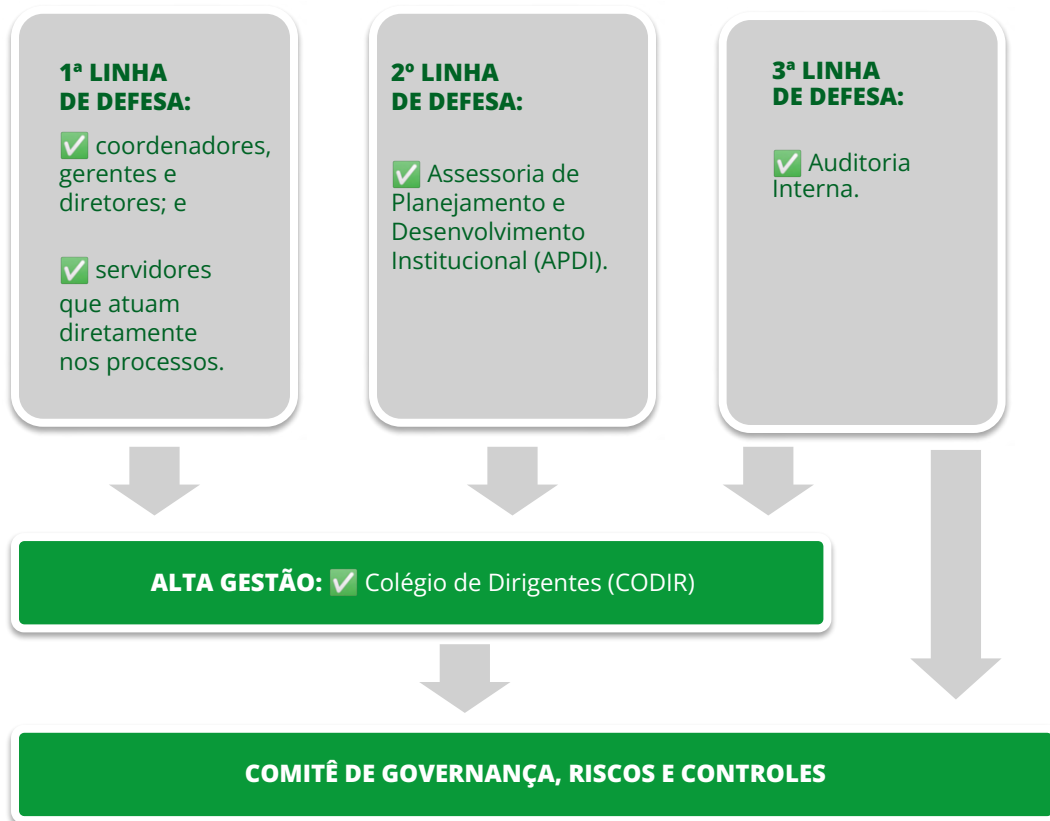 1ª LINHA
DE DEFESA:
✅ coordenadores,
gerentes e
diretores; e
✅ servidores
que atuam
diretamente
nos processos.
2º LINHA
DE DEFESA:
✅ Assessoria de
Planejamento e
Desenvolvimento
Institucional (APDI).
3ª LINHA
DE DEFESA:
✅ Auditoria
Interna.
ALTA GESTÃO: ✅ Colégio de Dirigentes (CODIR)
COMITÊ DE GOVERNANÇA, RISCOS E CONTROLES